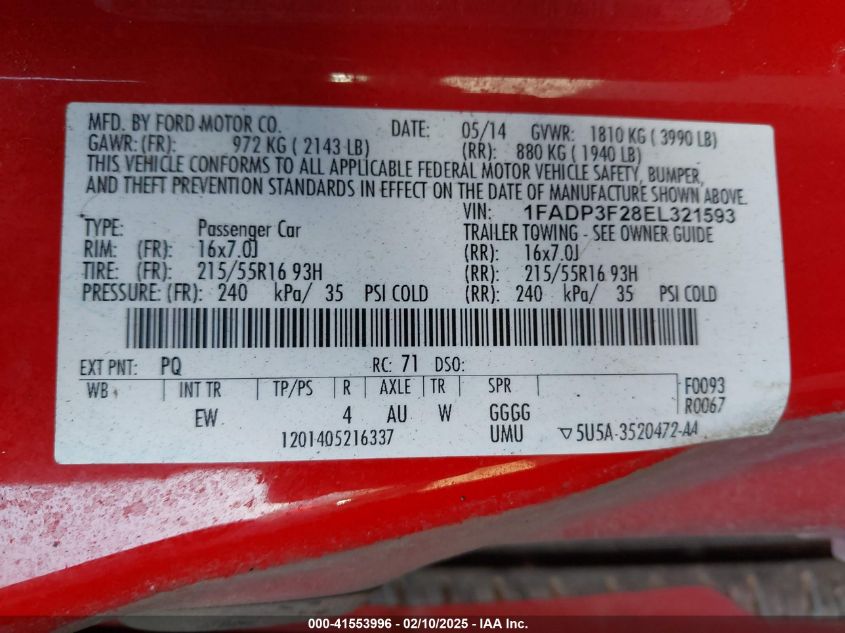 MFD. BY FORD MOTOR CO. DATE: 05/14 GVWR: 1810 KG ( 3990 LB)
GAWR:(FR): 972 KG ( 2143 LB) (RR): 880 KG ( 1940 LB)
THIS VEHICLE CONFORMS TO ALL APPLICABLE FEDERAL MOTOR VEHICLE SAFETY, BUMPER,
AND THEFT PREVENTION STANDARDS IN EFFECT ON THE DATE OF MANUFACTURE SHOWN ABOVE.
VIN: 1FADP3F28EL321593
TYPE: Passenger Car TRAILER TOWING - SEE OWNER GUIDE
RIM: (FR): 16x7.0J (RR): 16x7.0J
TIRE: (FR): 215/55R16 93H (RR): 215/55R16 93H
PRESSURE: (FR): 240 kPa/ 35 PSI COLD (RR): 240 kPa/ 35 PSI COLD
EXT PNT: PQ RC: 71 DSO:
WB INT TR TP/PS R AXLE TR SPR F0093
EW 4 AU W GGGG R0067
1201405216337 UMU ▽5U5A-3520472-AA
000-41553996 - 02/10/2025 - IAA Inc.